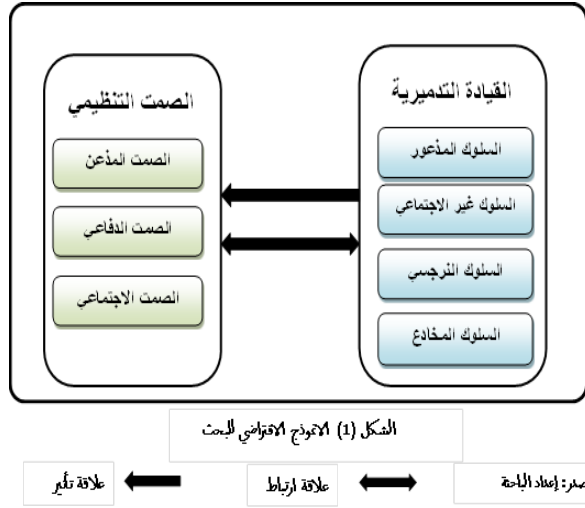 القيادة التدميرية
السلوك المذعور
السلوك غير الاجتماعي
السلوك النرجسي
السلوك المخادع
الصمت التنظيمي
الصمت المذعن
الصمت الدفاعي
الصمت الاجتماعي
الشكل (1) الانموذج الافتراضي للبحث
صدر: إعداد الباحثة
علاقة ارتباط
علاقة تأثير